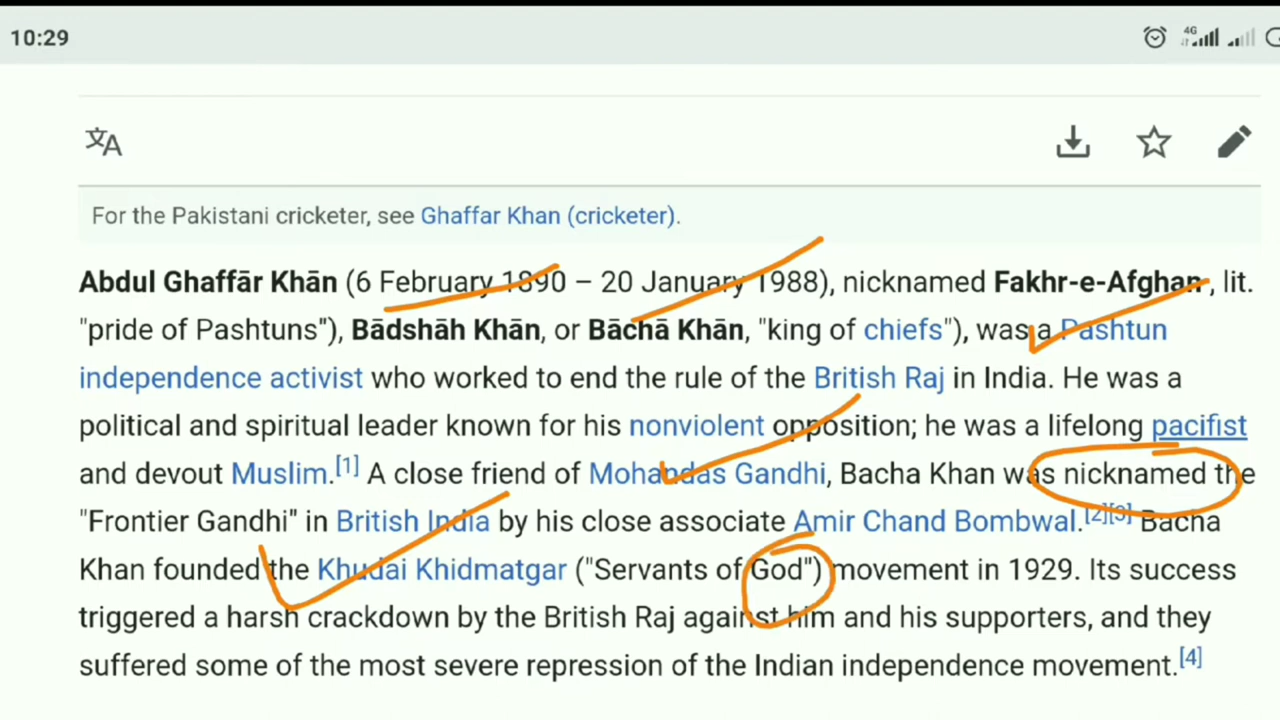 10:29
4G
文A
For the Pakistani cricketer, see Ghaffar Khan (cricketer).
Abdul Ghaffār Khān (6 February 1890 – 20 January 1988), nicknamed Fakhr-e-Afghan, lit.
"pride of Pashtuns"), Bādshāh Khān, or Bāchā Khān, "king of chiefs"), was a Pashtun
independence activist who worked to end the rule of the British Raj in India. He was a
political and spiritual leader known for his nonviolent opposition; he was a lifelong pacifist
and devout Muslim.[1] A close friend of Mohandas Gandhi, Bacha Khan was nicknamed the
"Frontier Gandhi" in British India by his close associate Amir Chand Bombwal.[2][3] Bacha
Khan founded the Khudai Khidmatgar ("Servants of God") movement in 1929. Its success
triggered a harsh crackdown by the British Raj against him and his supporters, and they
suffered some of the most severe repression of the Indian independence movement.[4]